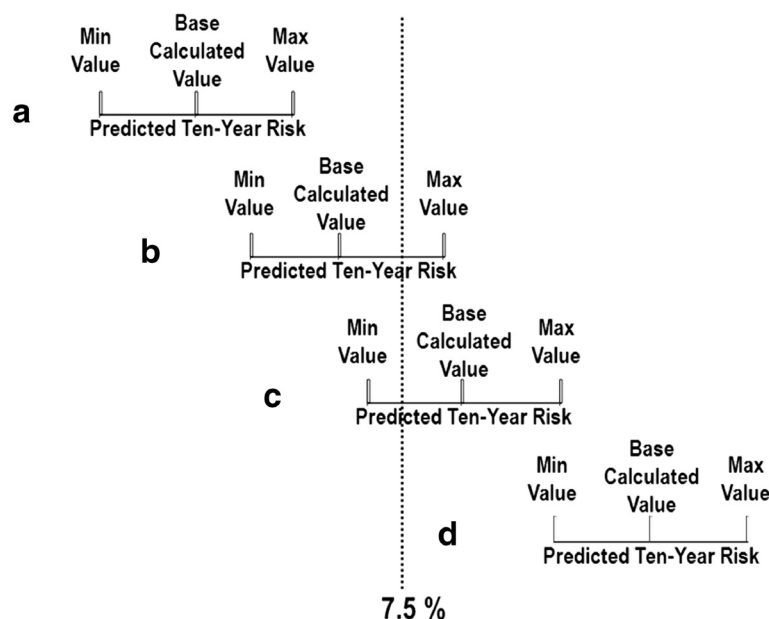 Min
Value
Base
Calculated
Value
Max
Value
a
Predicted Ten-Year Risk
Min
Value
Base
Calculated
Value
Max
Value
b
Predicted Ten-Year Risk
Min
Value
Base
Calculated
Value
Max
Value
c
Predicted Ten-Year Risk
Min
Value
Base
Calculated
Value
Max
Value
d
Predicted Ten-Year Risk
7.5 %